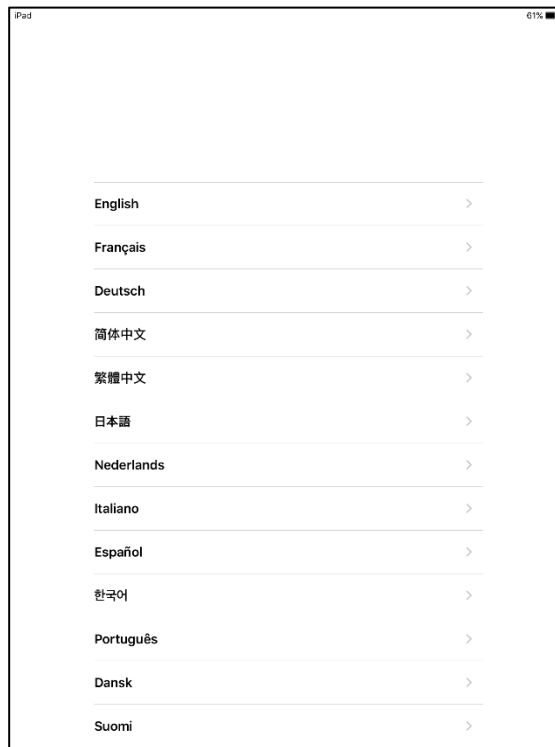 iPad
61%
English
Français
Deutsch
简体中文
繁體中文
日本語
Nederlands
Italiano
Español
한국어
Português
Dansk
Suomi